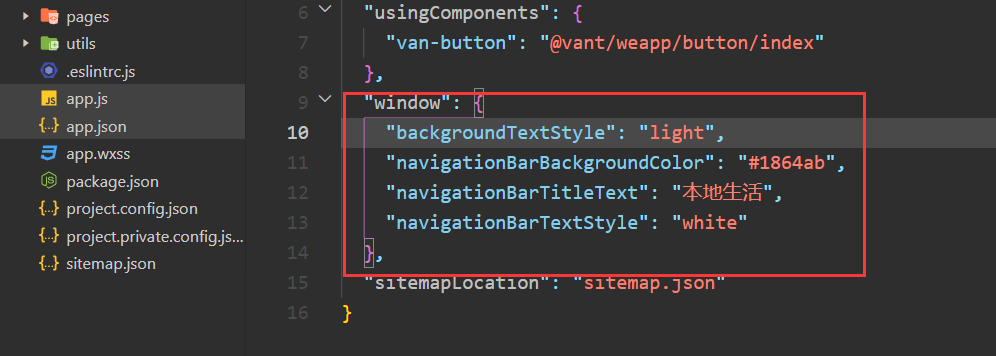 pages
utils
.eslintrc.js
app.js
app.json
app.wxss
package.json
project.config.json
project.private.config.js...
sitemap.json
6 "usingComponents": {
7 "van-button": "@vant/weapp/button/index"
8 },
9 "window": {
10 "backgroundTextStyle": "light",
11 "navigationBarBackgroundColor": "#1864ab",
12 "navigationBarTitleText": "本地生活",
13 "navigationBarTextStyle": "white"
14 },
15 "sitemapLocation": "sitemap.json"
16 }